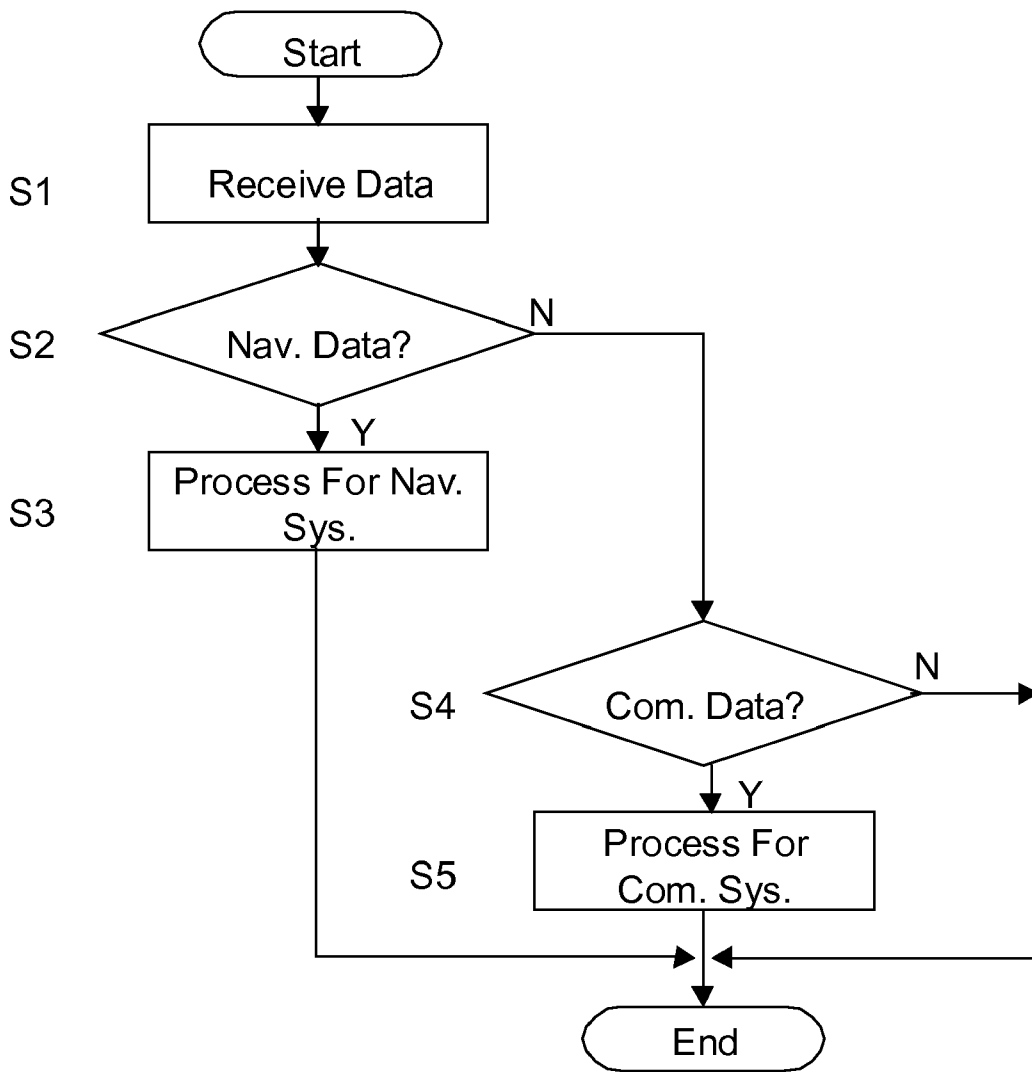 Start
S1
Receive Data
S2
Nav. Data?
N
Y
S3
Process For Nav.
Sys.
S4
Com. Data?
N
Y
S5
Process For
Com. Sys.
End